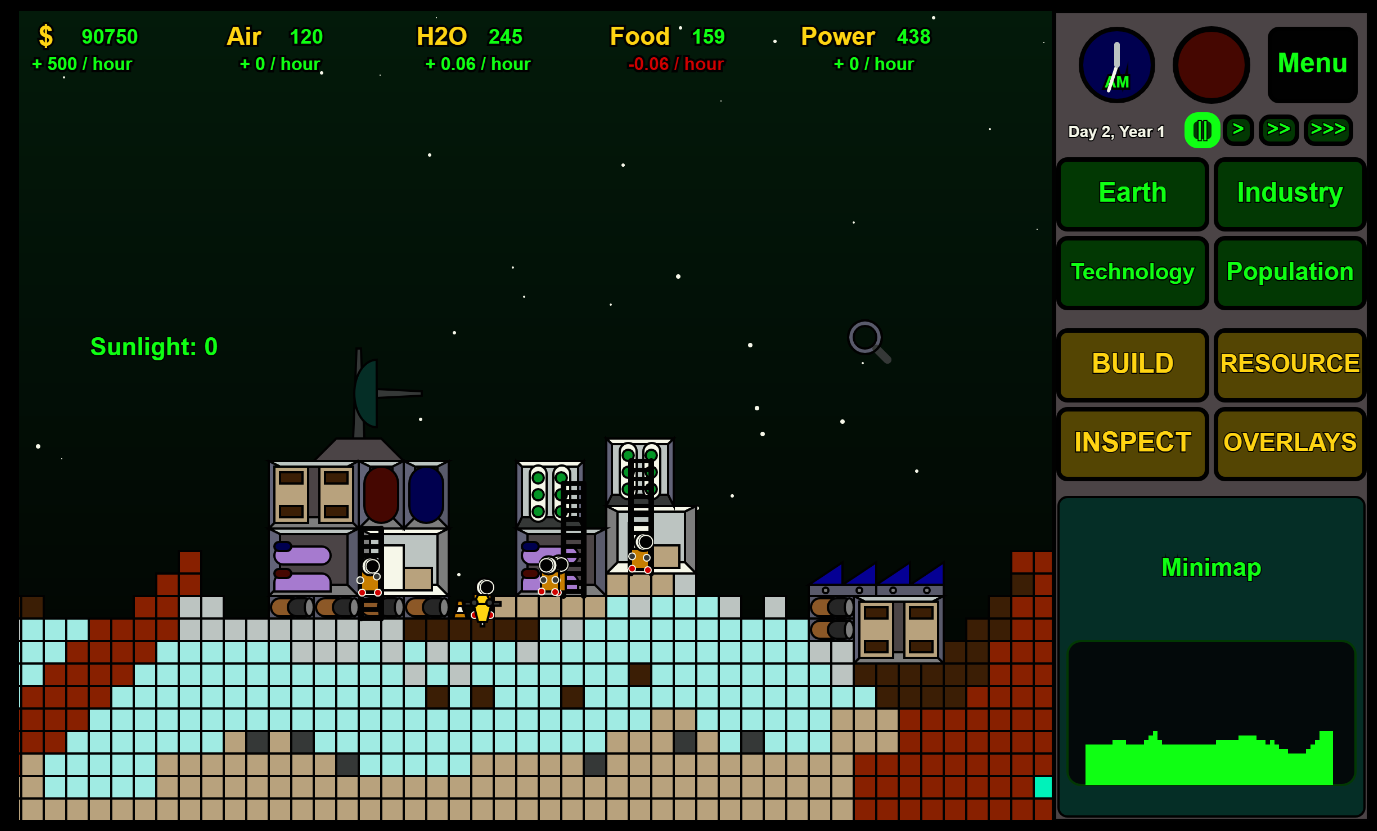 $ 90750 Air 120 H2O 245 Food 159 Power 438
+ 500 / hour + 0 / hour + 0.06 / hour -0.06 / hour + 0 / hour
AM
Menu
Day 2, Year 1 || > >> >>>
Earth Industry
Technology Population
Sunlight: 0
BUILD RESOURCE
INSPECT OVERLAYS
Minimap